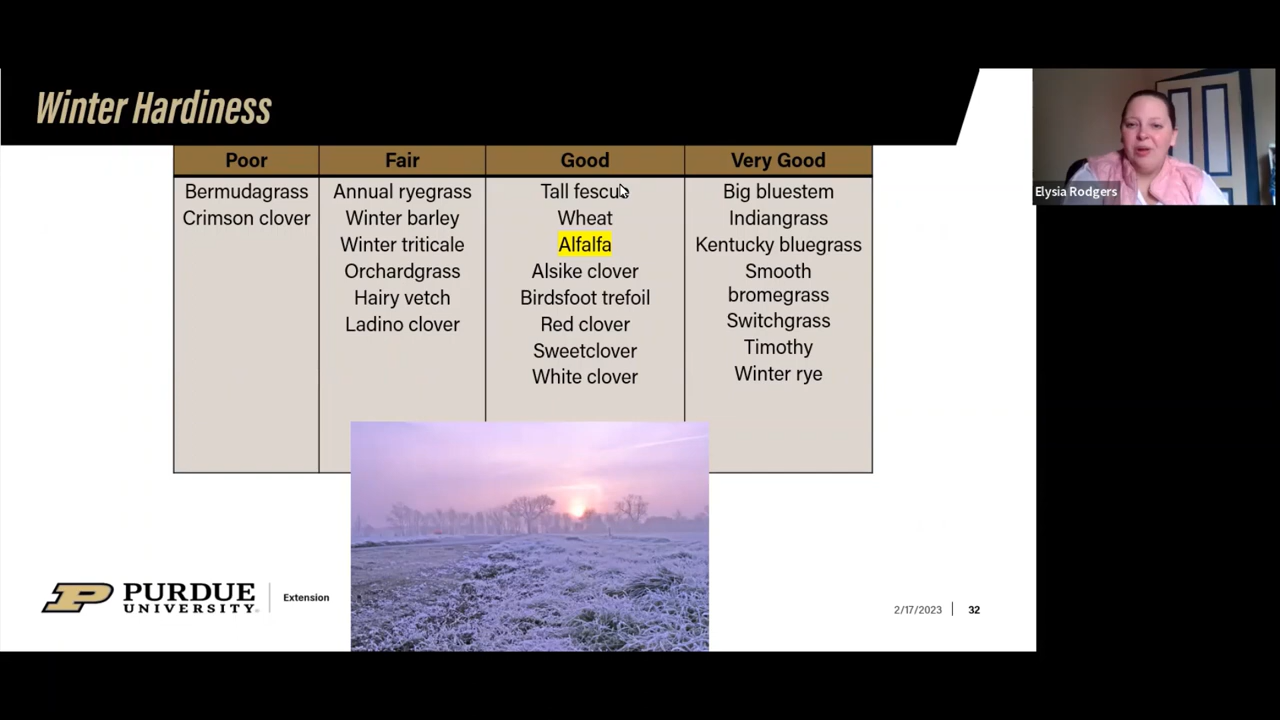 Winter Hardiness
Poor
Fair
Good
Very Good
Bermudagrass
Crimson clover
Annual ryegrass
Winter barley
Winter triticale
Orchardgrass
Hairy vetch
Ladino clover
Tall fescue
Wheat
Alfalfa
Alsike clover
Birdsfoot trefoil
Red clover
Sweetclover
White clover
Big bluestem
Indiangrass
Kentucky bluegrass
Smooth
bromegrass
Switchgrass
Timothy
Winter rye
Elysia Rodgers
PURDUE
UNIVERSITY
Extension
2/17/2023
32